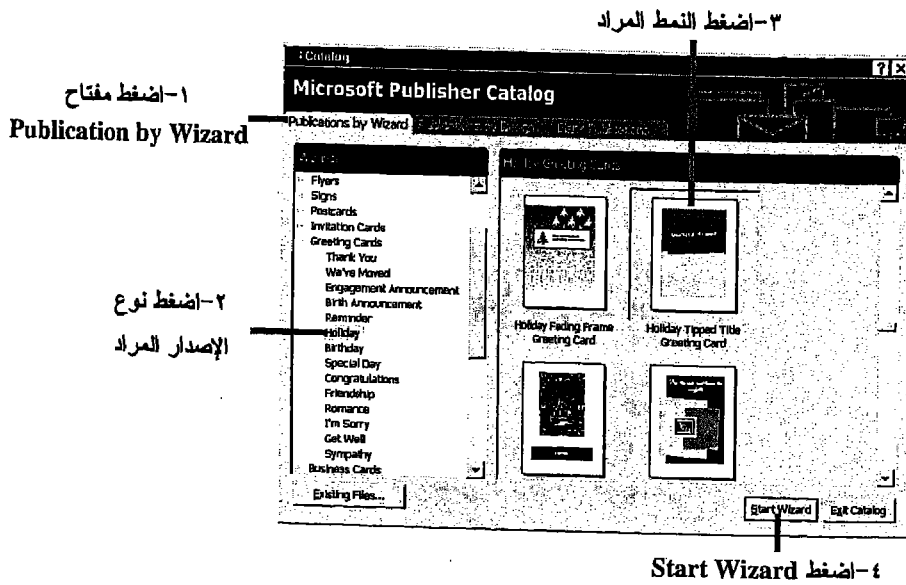 ٣-اضغط النمط المراد
Catalog
Microsoft Publisher Catalog
١-اضغط مفتاح
Publication by Wizard
Publications by Wizard
Holiday Greeting Cards
Flyers
Signs
Postcards
Invitation Cards
Greeting Cards
Thank You
We've Moved
Engagement Announcement
Birth Announcement
Reminder
Holiday
Birthday
Special Day
Congratulations
Friendship
Romance
I'm Sorry
Get Well
Sympathy
Business Cards
٢-اضغط نوع
الإصدار المراد
Holiday Fading Frame
Greeting Card
Holiday Tipped Title
Greeting Card
Existing Files...
Start Wizard
Exit Catalog
٤-اضغط Start Wizard